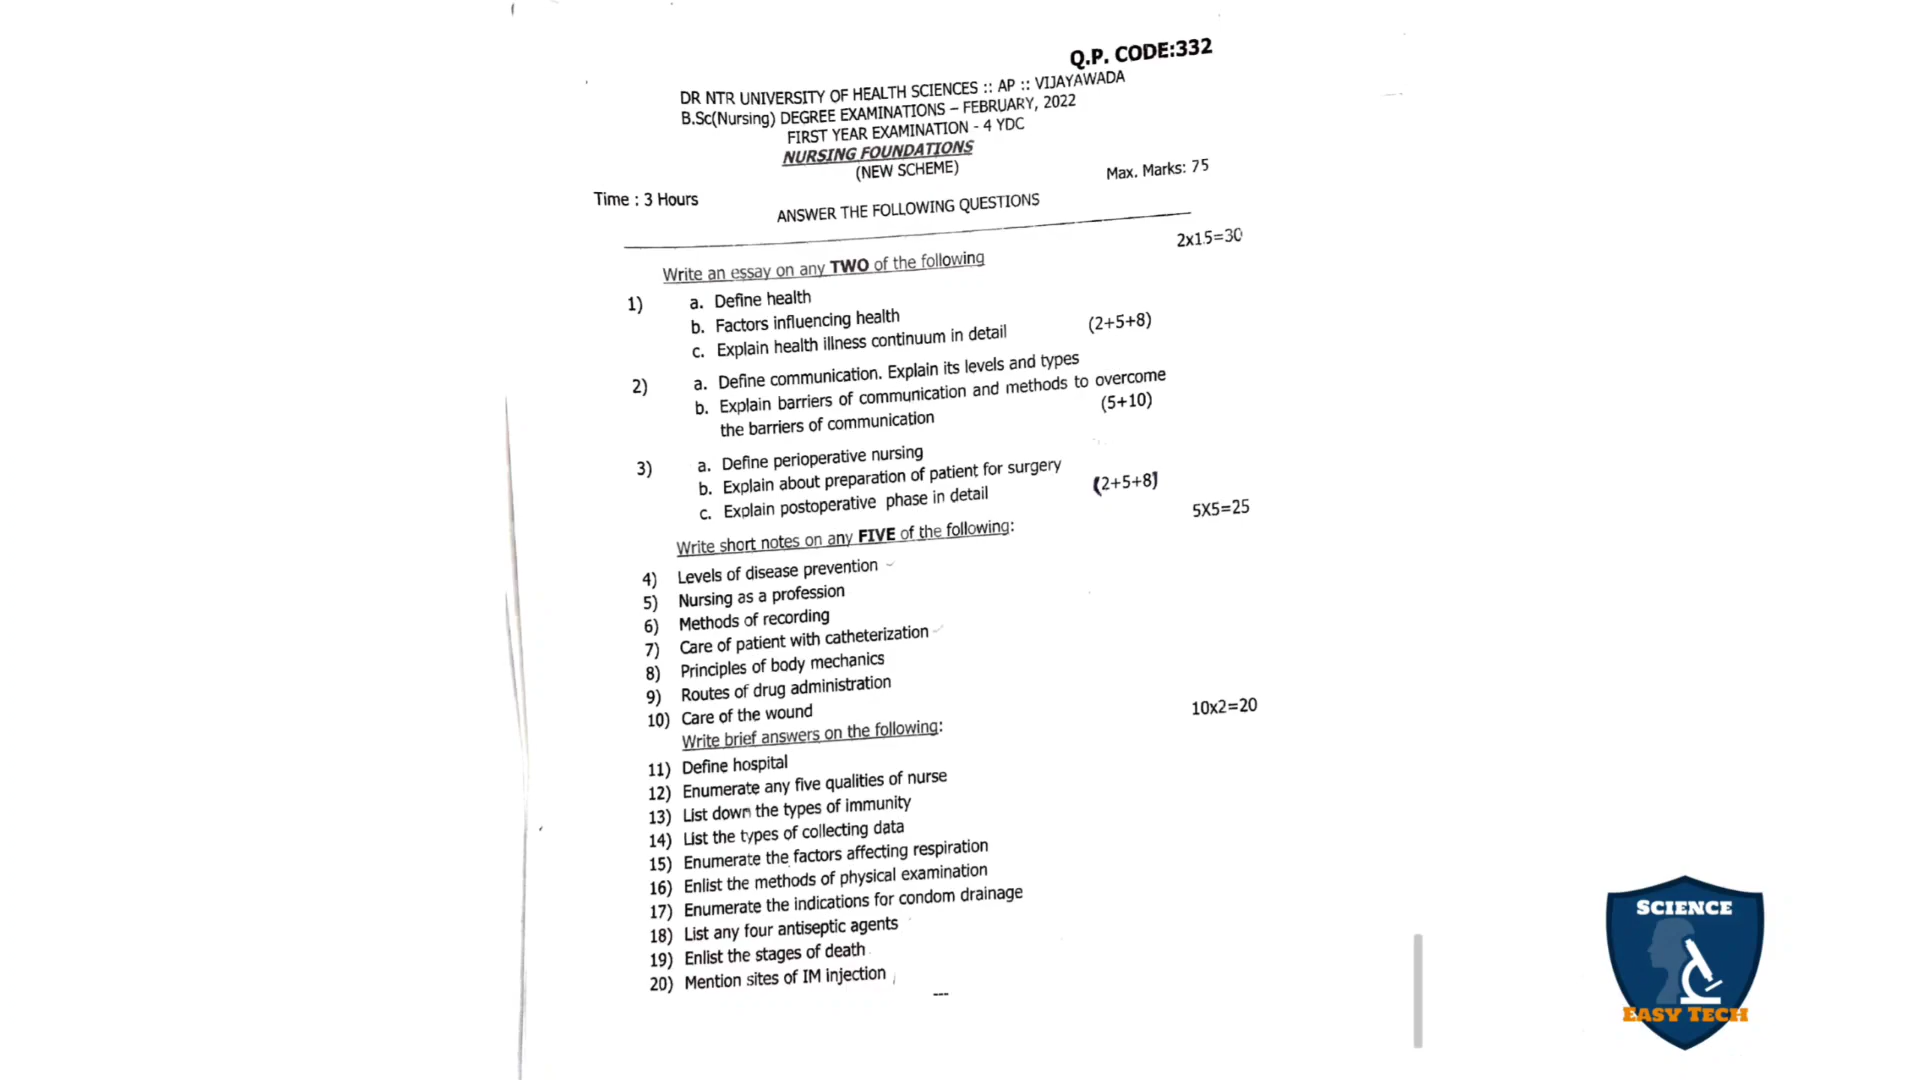 Q.P. CODE:332
DR NTR UNIVERSITY OF HEALTH SCIENCES :: AP :: VIJAYAWADA
B.Sc(Nursing) DEGREE EXAMINATIONS – FEBRUARY, 2022
FIRST YEAR EXAMINATION - 4 YDC
NURSING FOUNDATIONS
(NEW SCHEME)
Time : 3 Hours Max. Marks: 75
ANSWER THE FOLLOWING QUESTIONS
Write an essay on any TWO of the following 2x15=30
1) a. Define health
b. Factors influencing health
c. Explain health illness continuum in detail (2+5+8)
2) a. Define communication. Explain its levels and types
b. Explain barriers of communication and methods to overcome
the barriers of communication (5+10)
3) a. Define perioperative nursing
b. Explain about preparation of patient for surgery
c. Explain postoperative phase in detail (2+5+8)
Write short notes on any FIVE of the following: 5X5=25
4) Levels of disease prevention
5) Nursing as a profession
6) Methods of recording
7) Care of patient with catheterization
8) Principles of body mechanics
9) Routes of drug administration
10) Care of the wound
Write brief answers on the following: 10x2=20
11) Define hospital
12) Enumerate any five qualities of nurse
13) List down the types of immunity
14) List the types of collecting data
15) Enumerate the factors affecting respiration
16) Enlist the methods of physical examination
17) Enumerate the indications for condom drainage
18) List any four antiseptic agents
19) Enlist the stages of death
20) Mention sites of IM injection
---
SCIENCE
EASY TECH